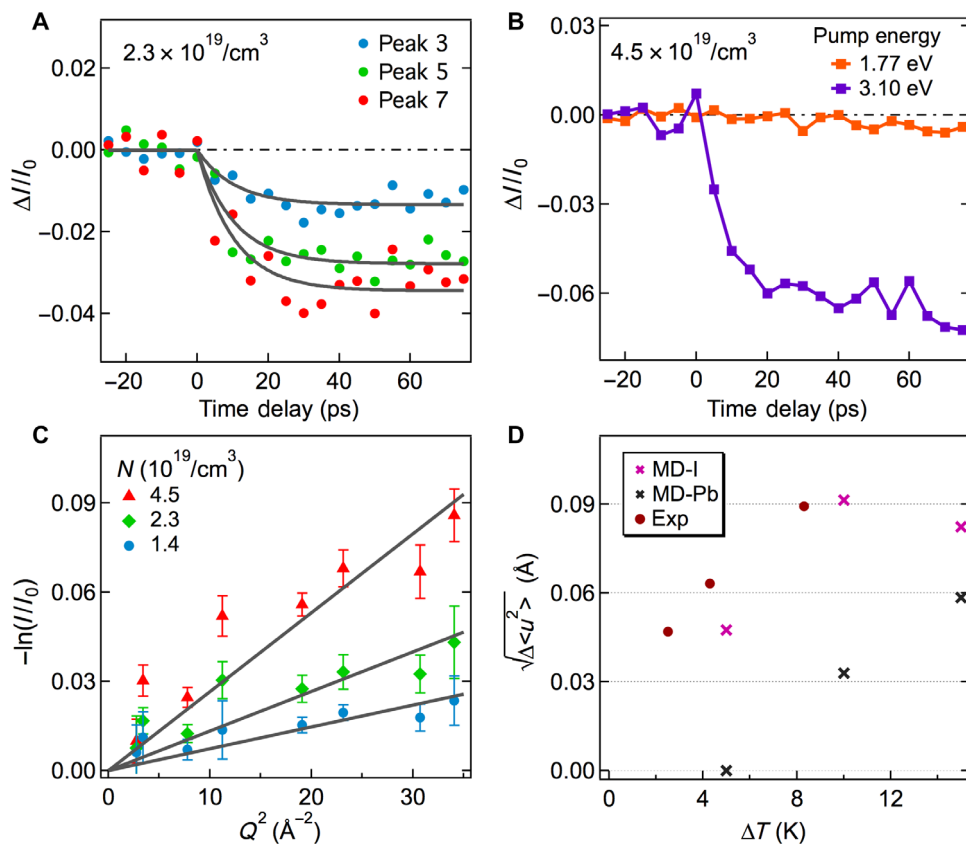 A
2.3 × 10^19/cm^3
Peak 3
Peak 5
Peak 7
0.02
0.00
−0.02
−0.04
ΔI/I0
−20
0
20
40
60
Time delay (ps)
B
4.5 × 10^19/cm^3
Pump energy
1.77 eV
3.10 eV
0.03
0.00
−0.03
−0.06
ΔI/I0
−20
0
20
40
60
Time delay (ps)
C
N (10^19/cm^3)
4.5
2.3
1.4
0.09
0.06
0.03
0.00
−ln(I/I0)
0
10
20
30
Q^2 (Å^−2)
D
MD-I
MD-Pb
Exp
0.09
0.06
0.03
0.00
√Δ<u^2> (Å)
0
4
8
12
ΔT (K)